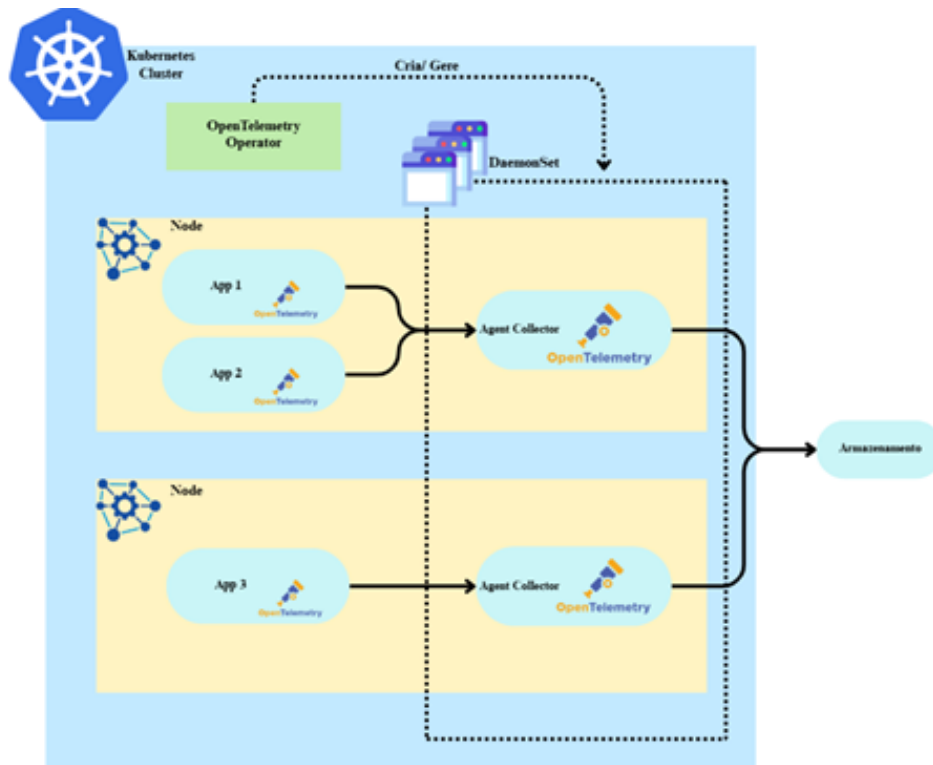 Kubernetes
Cluster
Cria/ Gere
OpenTelemetry
Operator
DaemonSet
Node
App 1
OpenTelemetry
App 2
OpenTelemetry
Agent Collector
OpenTelemetry
Armazenamento
Node
App 3
OpenTelemetry
Agent Collector
OpenTelemetry